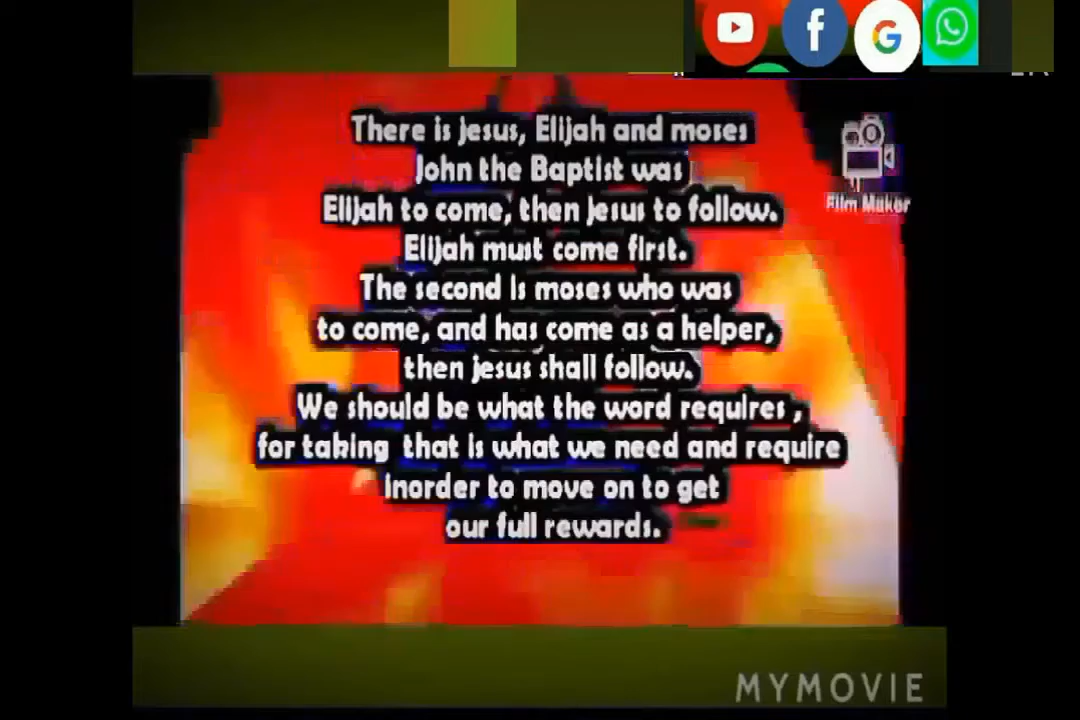 There is jesus, Elijah and moses
John the Baptist was
Elijah to come, then jesus to follow.
Elijah must come first.
The second is moses who was
to come, and has come as a helper,
then jesus shall follow.
We should be what the word requires ,
for taking that is what we need and require
inorder to move on to get
our full rewards.
Film Maker
MYMOVIE